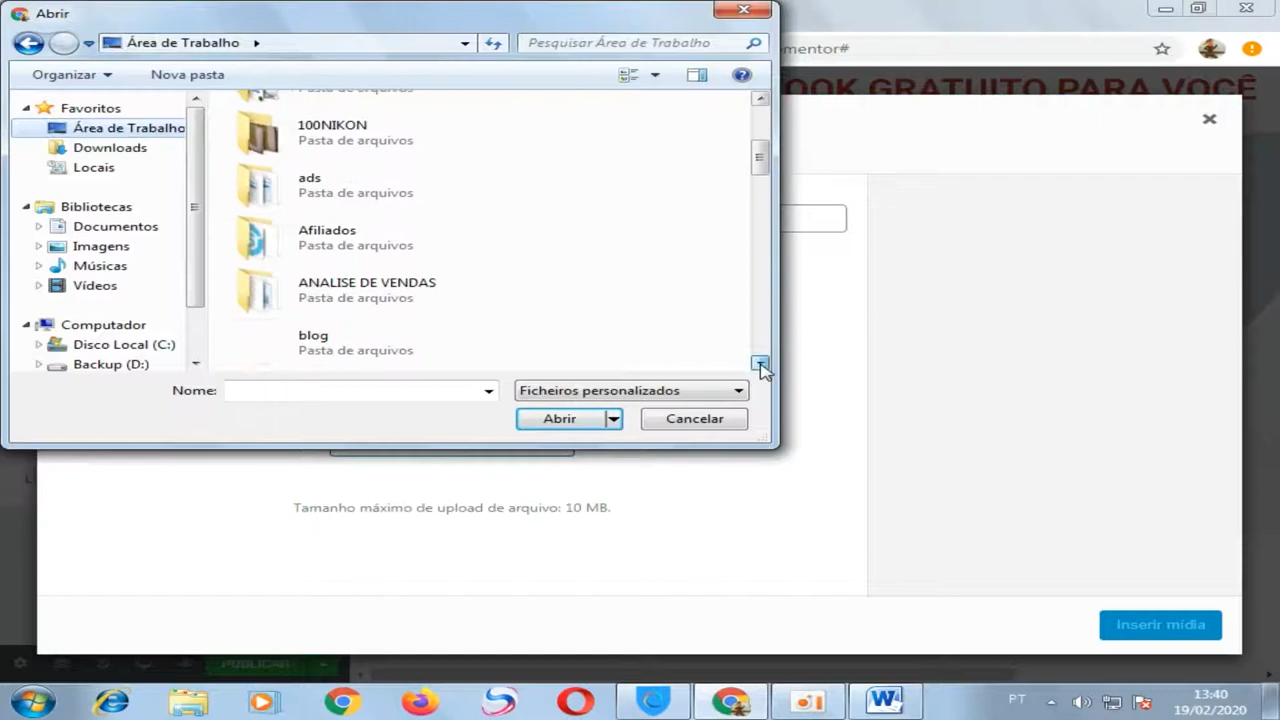 Abrir
Área de Trabalho
Pesquisar Área de Trabalho
ementor#
Organizar
Nova pasta
OOK GRATUITO PARA VOCÊ
Favoritos
Área de Trabalho
Downloads
Locais
Bibliotecas
Documentos
Imagens
Músicas
Vídeos
Computador
Disco Local (C:)
Backup (D:)
Pasta de arquivos
100NIKON
Pasta de arquivos
ads
Pasta de arquivos
Afiliados
Pasta de arquivos
ANALISE DE VENDAS
Pasta de arquivos
blog
Pasta de arquivos
Nome:
Ficheiros personalizados
Abrir
Cancelar
Tamanho máximo de upload de arquivo: 10 MB.
Inserir mídia
PUBLICAR
PT
13:40
19/02/2020